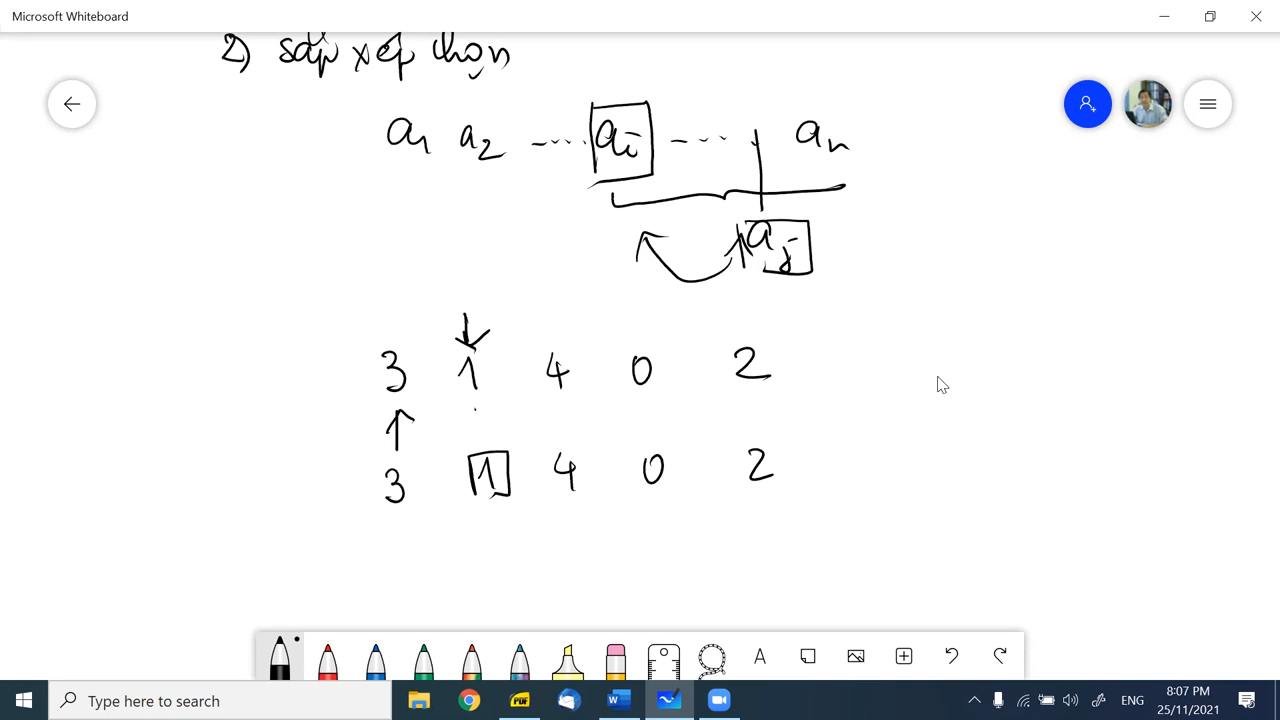 Microsoft Whiteboard
2) sắp xếp chọn
a1 a2 ---... ai --... . an
aj
3 1 4 0 2
3 1 4 0 2
A
Type here to search
PDF
W
ENG
8:07 PM
25/11/2021